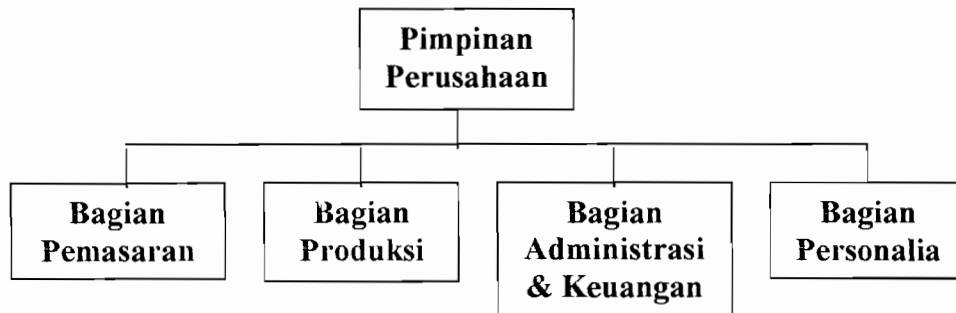 Pimpinan
Perusahaan
Bagian
Pemasaran
Bagian
Produksi
Bagian
Administrasi
& Keuangan
Bagian
Personalia